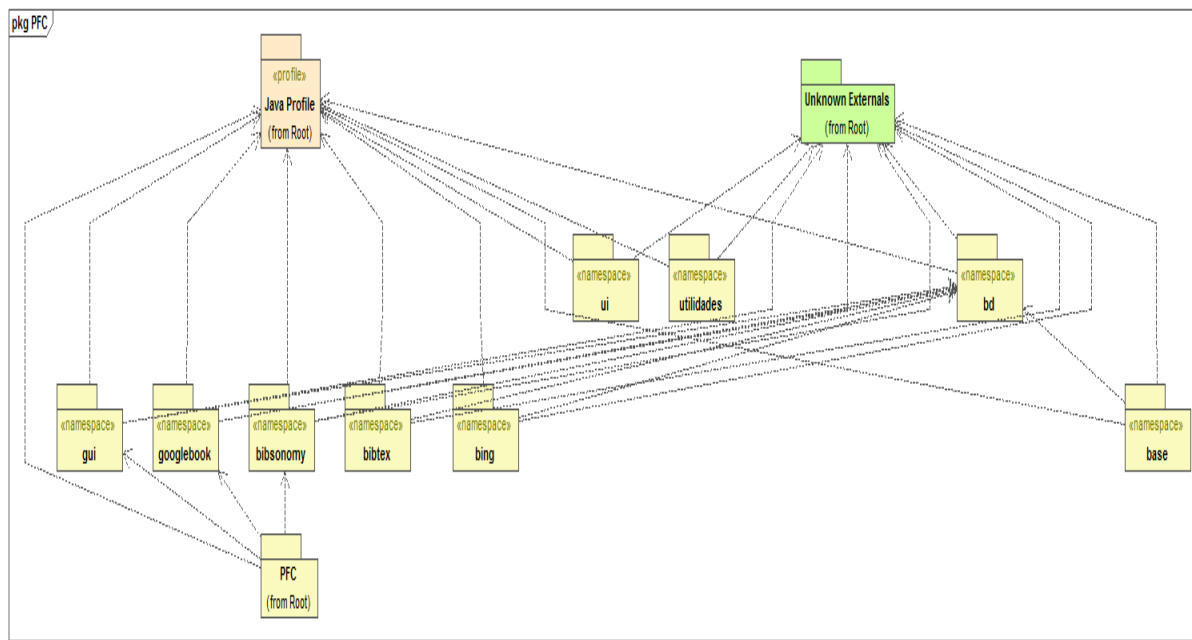 pkg PFC
«profile»
Java Profile
(from Root)
Unknown Externals
(from Root)
«namespace»
ui
«namespace»
utilidades
«namespace»
bd
«namespace»
gui
«namespace»
googlebook
«namespace»
bibsonomy
«namespace»
bibtex
«namespace»
bing
«namespace»
base
PFC
(from Root)